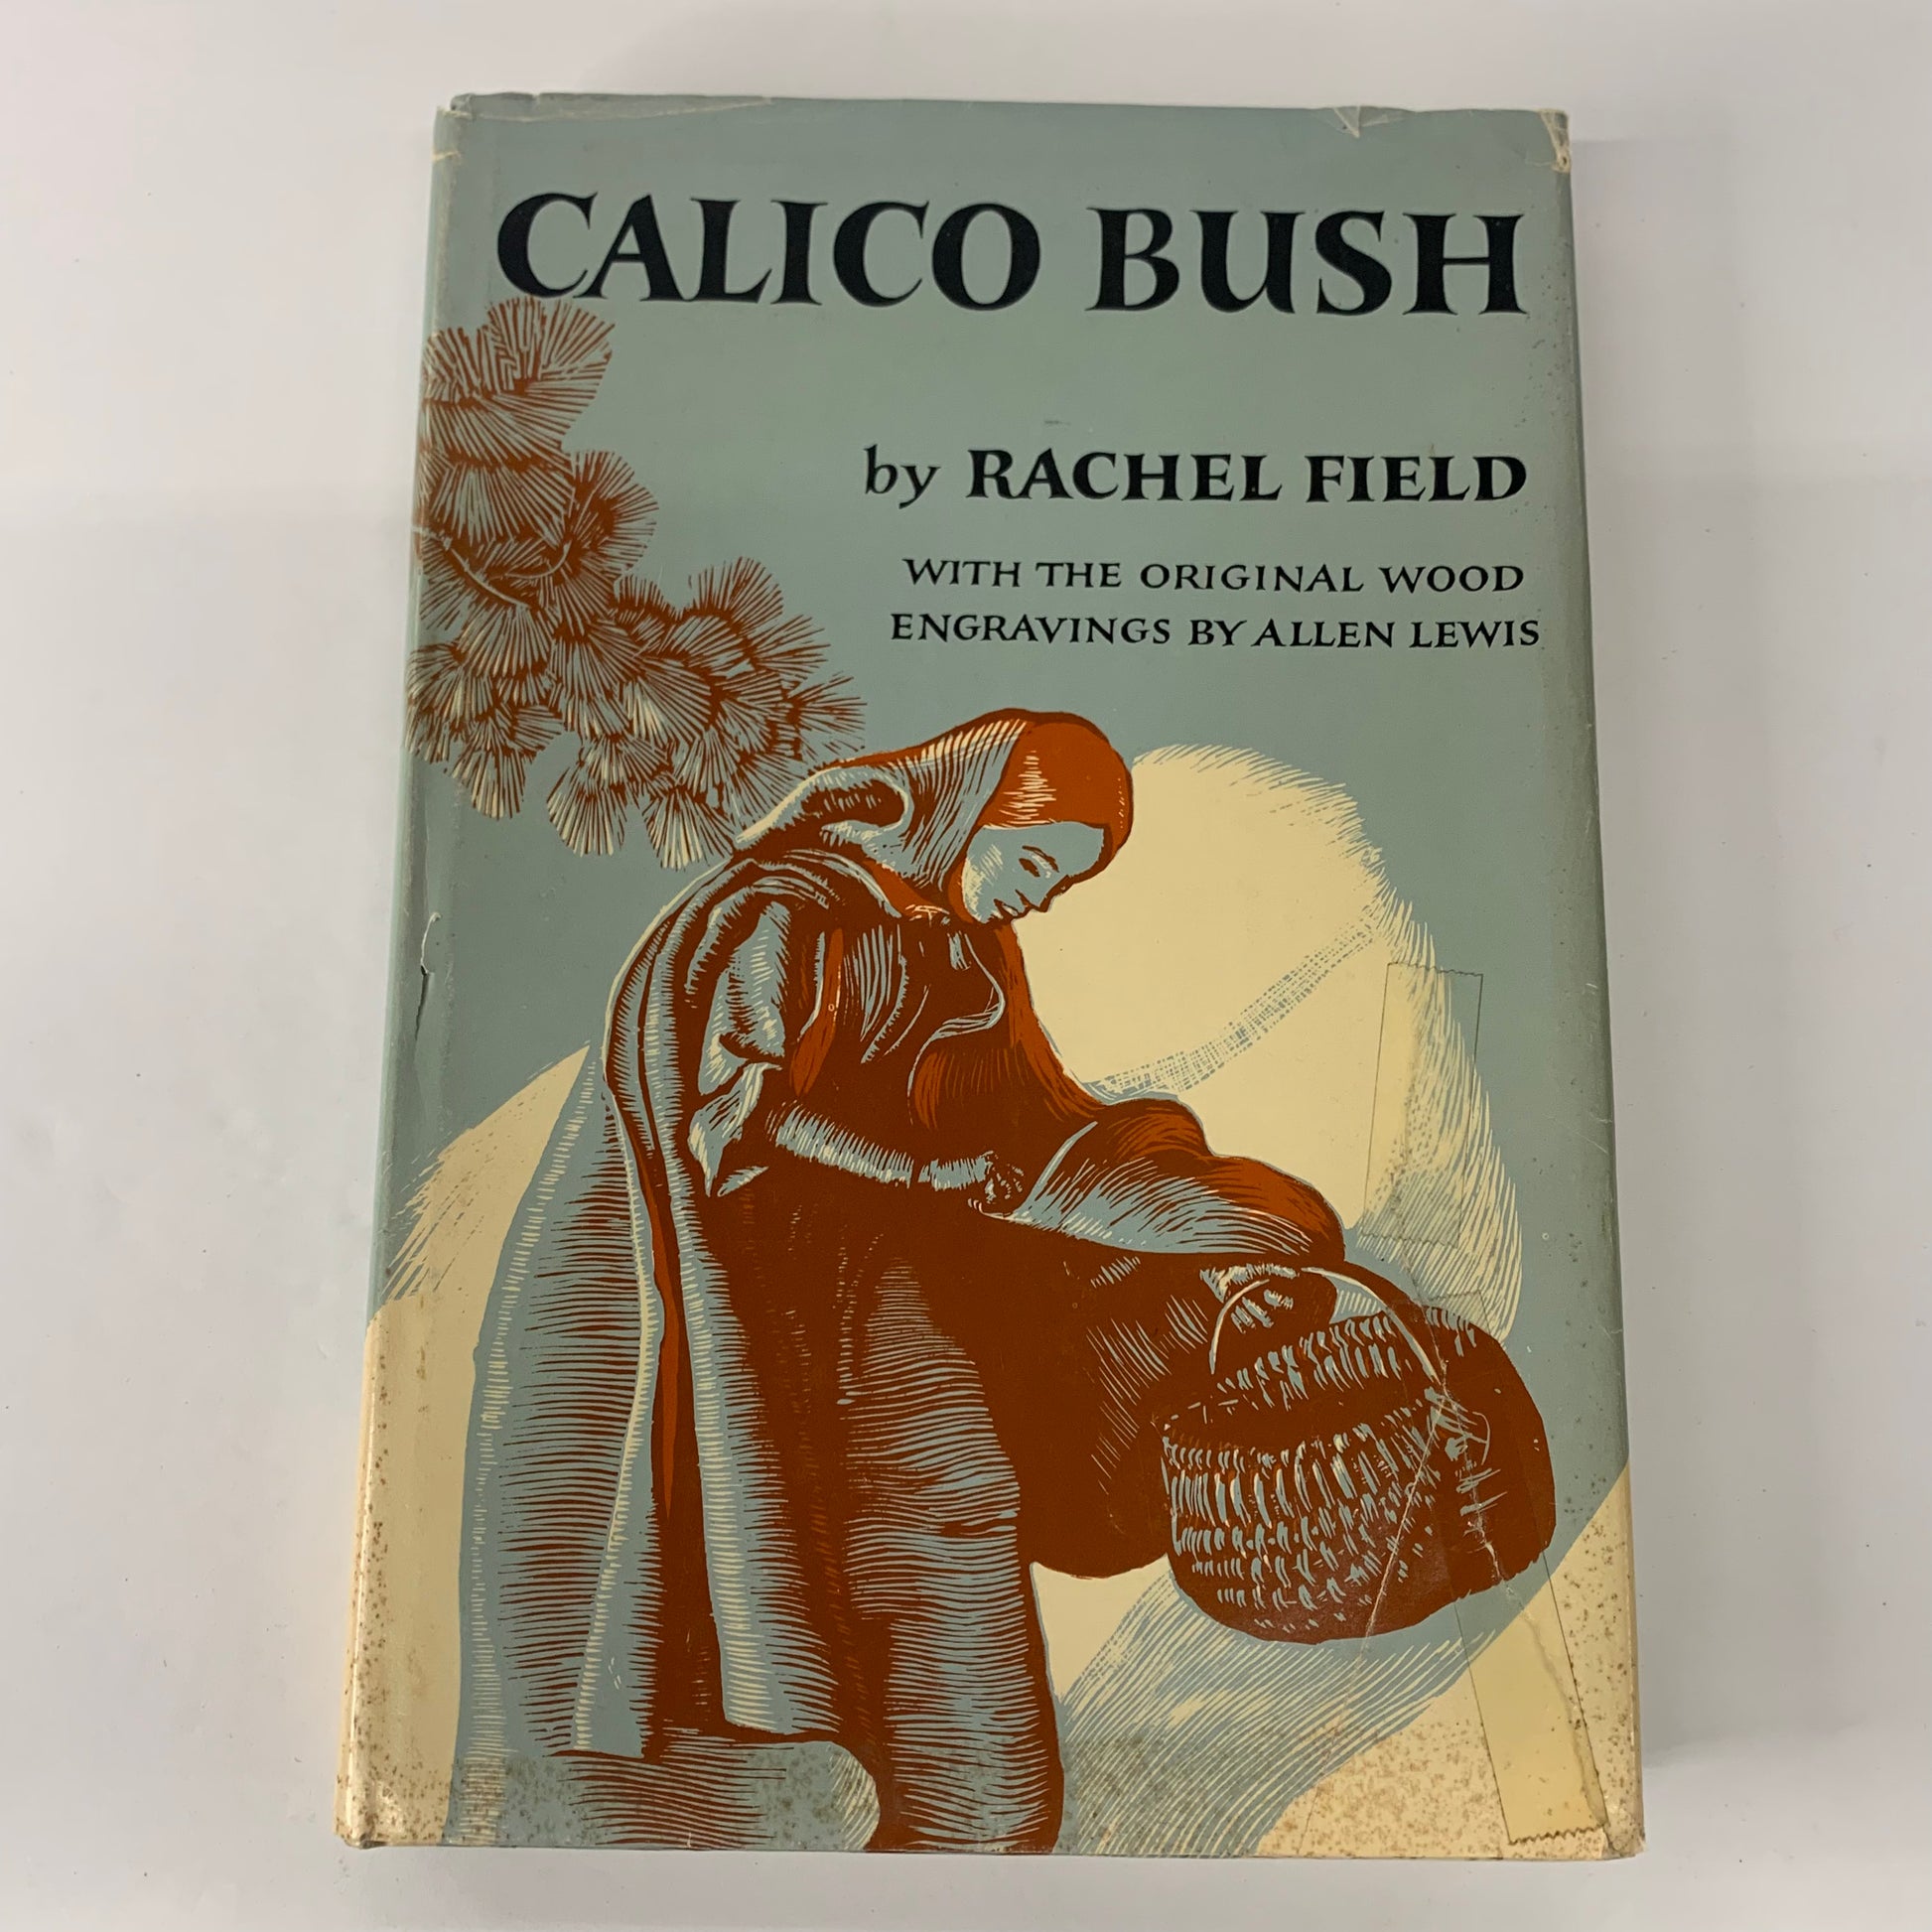 CALICO BUSH
by RACHEL FIELD
WITH THE ORIGINAL WOOD
ENGRAVINGS BY ALLEN LEWIS